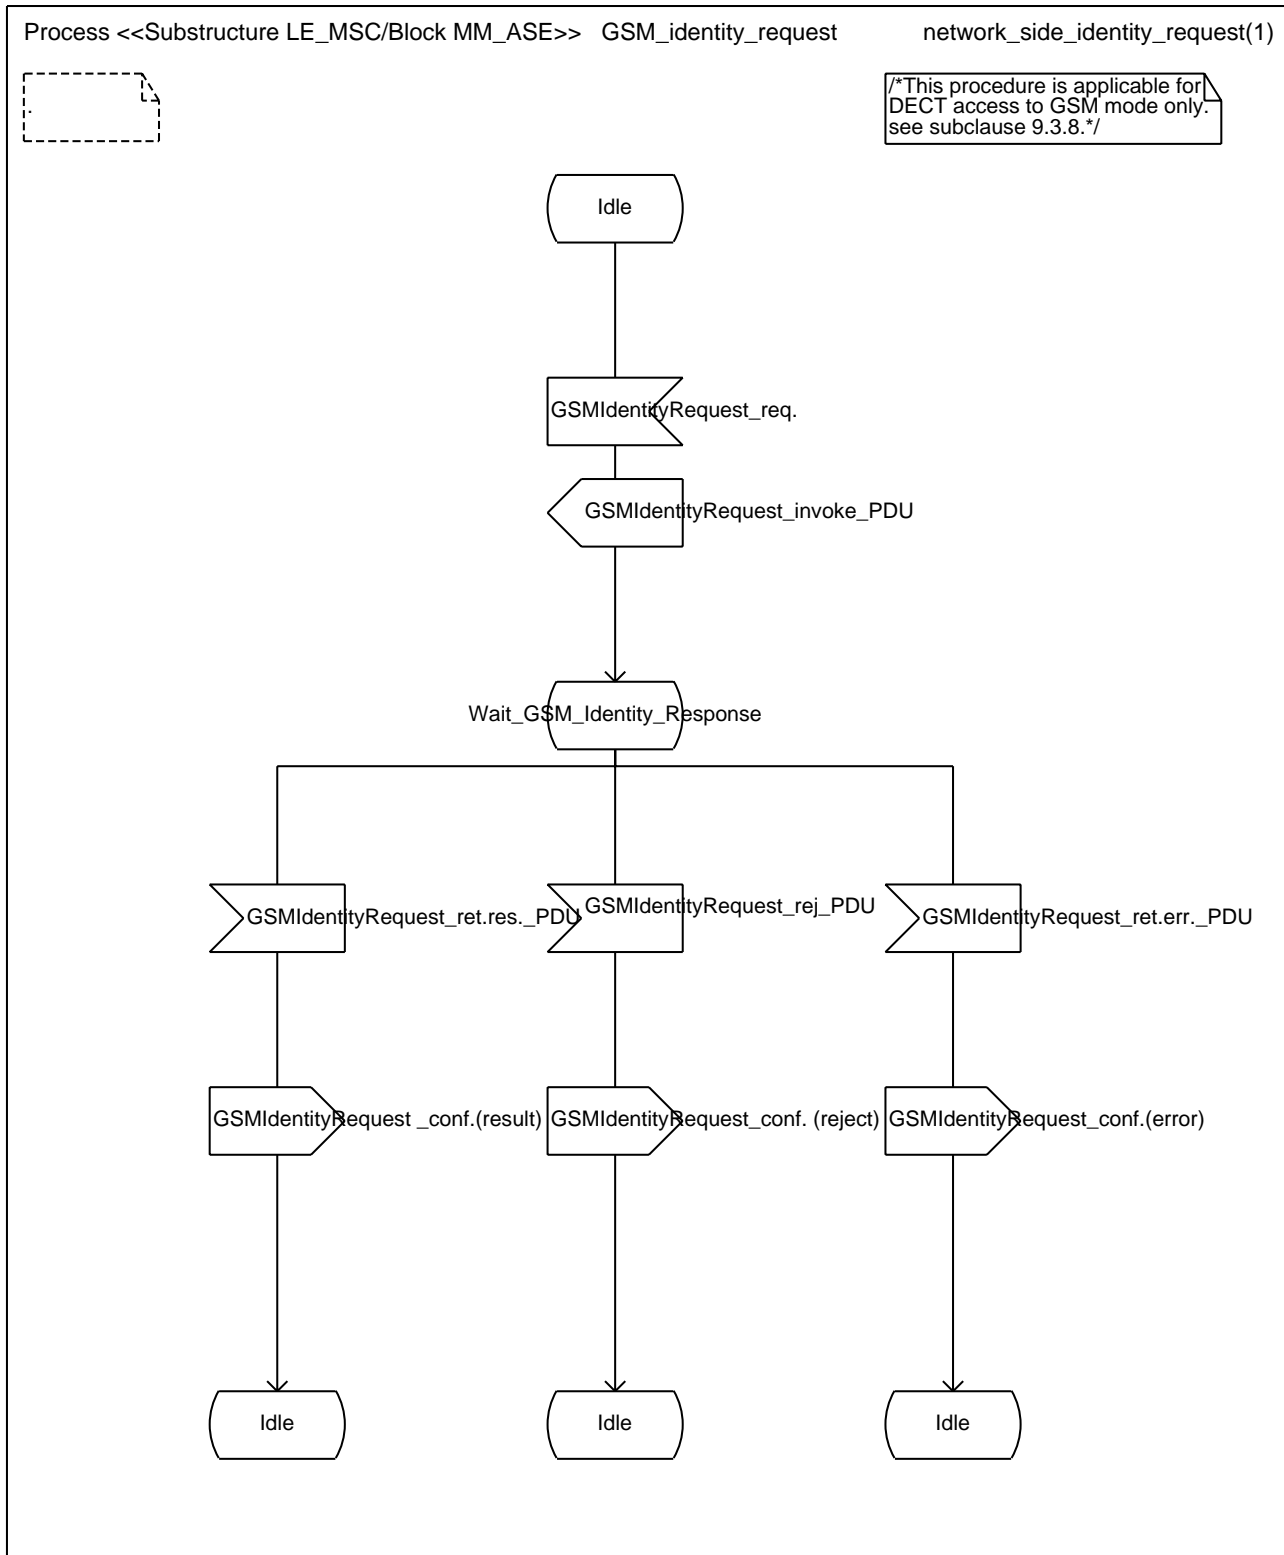 Process <<Substructure LE_MSC/Block MM_ASE>> GSM_identity_request network_side_identity_request(1)
.
/*This procedure is applicable for
DECT access to GSM mode only.
see subclause 9.3.8.*/
Idle
GSMIdentityRequest_req.
GSMIdentityRequest_invoke_PDU
Wait_GSM_Identity_Response
GSMIdentityRequest_ret.res._PDU
GSMIdentityRequest_rej_PDU
GSMIdentityRequest_ret.err._PDU
GSMIdentityRequest _conf.(result)
GSMIdentityRequest_conf. (reject)
GSMIdentityRequest_conf.(error)
Idle
Idle
Idle